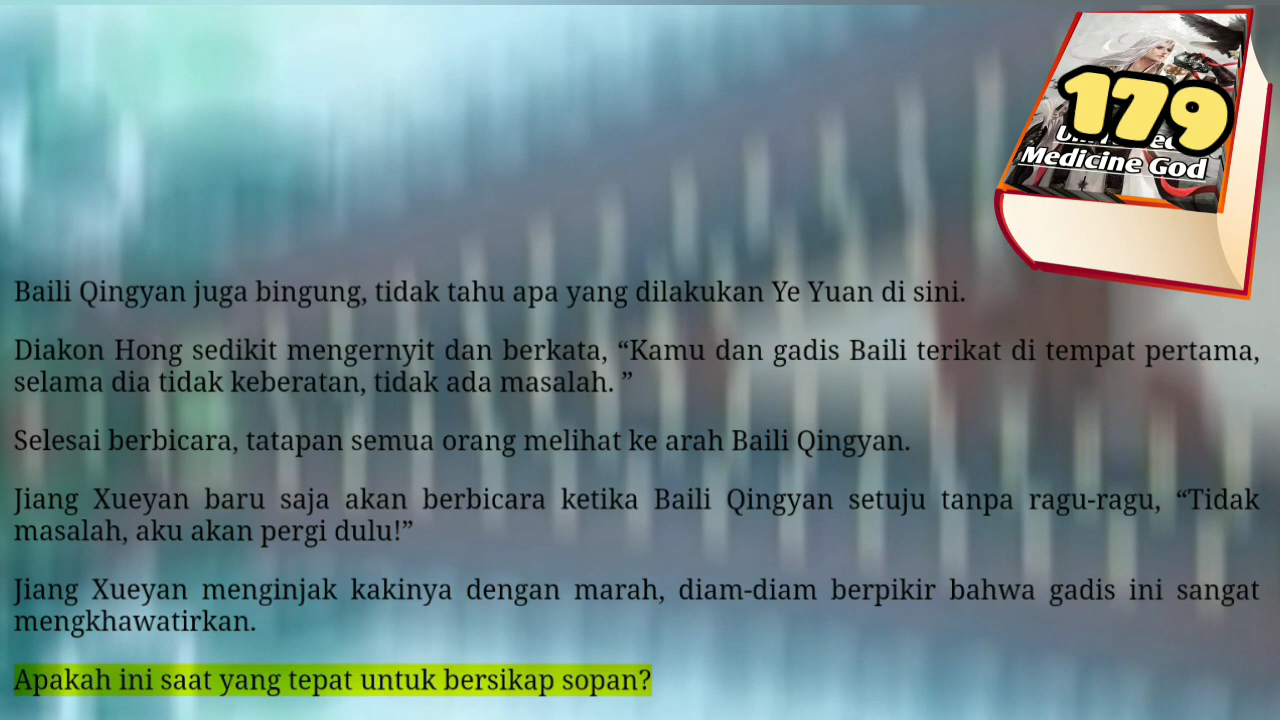 179
Medicine God
Baili Qingyan juga bingung, tidak tahu apa yang dilakukan Ye Yuan di sini.
Diakon Hong sedikit mengernyit dan berkata, “Kamu dan gadis Baili terikat di tempat pertama,
selama dia tidak keberatan, tidak ada masalah. ”
Selesai berbicara, tatapan semua orang melihat ke arah Baili Qingyan.
Jiang Xueyan baru saja akan berbicara ketika Baili Qingyan setuju tanpa ragu-ragu, “Tidak
masalah, aku akan pergi dulu!”
Jiang Xueyan menginjak kakinya dengan marah, diam-diam berpikir bahwa gadis ini sangat
mengkhawatirkan.
Apakah ini saat yang tepat untuk bersikap sopan?